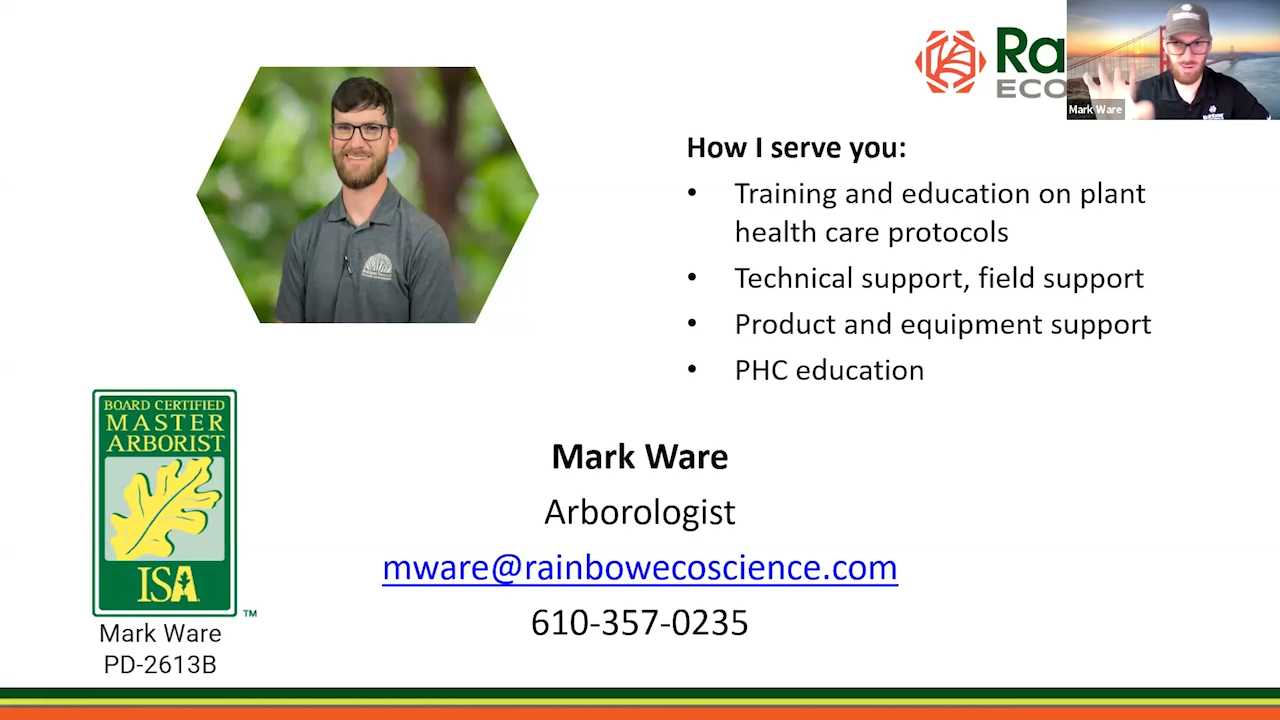 Ra
ECO
Mark Ware
How I serve you:
• Training and education on plant
health care protocols
• Technical support, field support
• Product and equipment support
• PHC education
BOARD CERTIFIED
MASTER
ARBORIST
ISA
TM
Mark Ware
PD-2613B
Mark Ware
Arborologist
mware@rainbowecoscience.com
610-357-0235